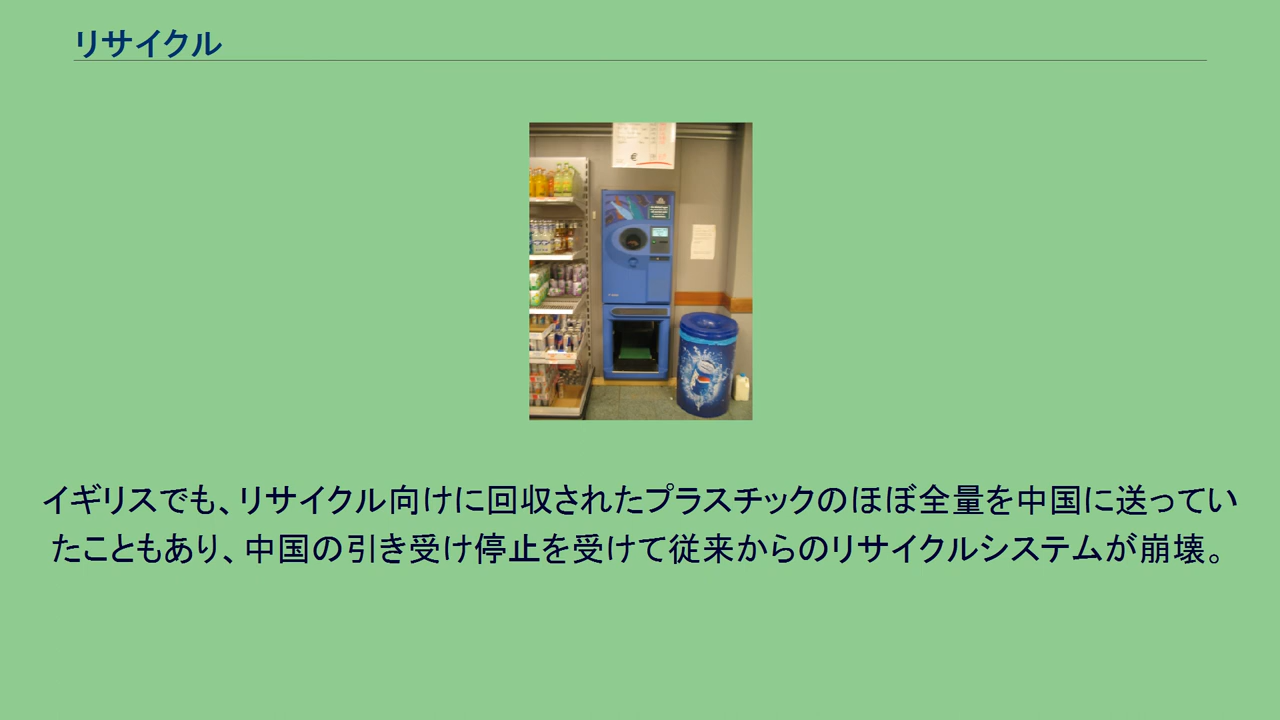 リサイクル
€
イギリスでも、リサイクル向けに回収されたプラスチックのほぼ全量を中国に送ってい
たこともあり、中国の引き受け停止を受けて従来からのリサイクルシステムが崩壊。